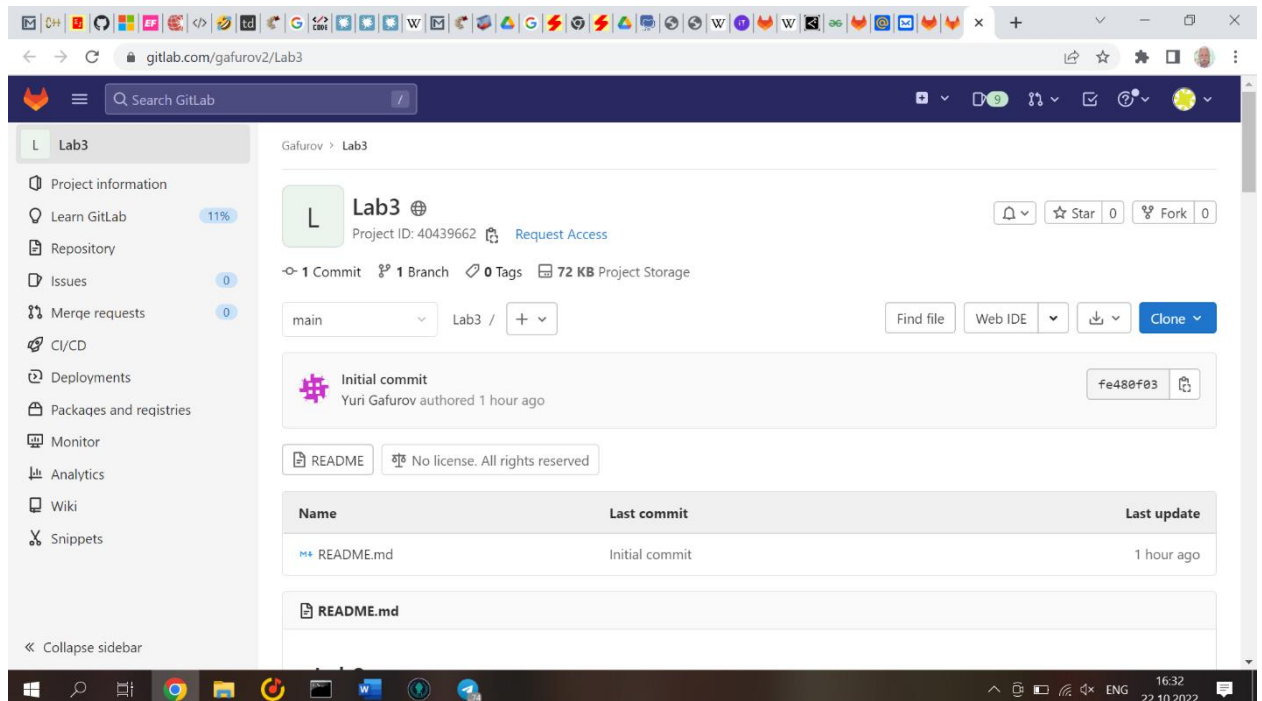 gitlab.com/gafurov2/Lab3
Search GitLab /
9
L Lab3
Project information
Learn GitLab 11%
Repository
Issues 0
Merge requests 0
CI/CD
Deployments
Packages and registries
Monitor
Analytics
Wiki
Snippets
Collapse sidebar
Gafurov > Lab3
L
Lab3
Project ID: 40439662 Request Access
Star 0 Fork 0
1 Commit 1 Branch 0 Tags 72 KB Project Storage
main Lab3 / + Find file Web IDE Clone
Initial commit
Yuri Gafurov authored 1 hour ago
fe480f03
README No license. All rights reserved
Name Last commit Last update
README.md Initial commit 1 hour ago
README.md
ENG 16:32
22.10.2022